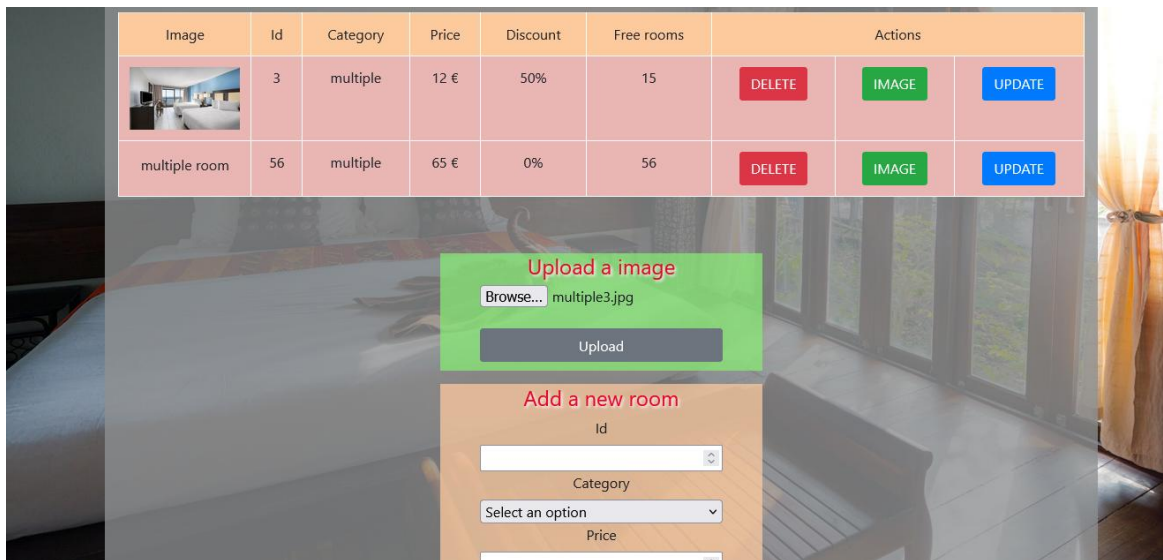 Image Id Category Price Discount Free rooms Actions
3 multiple 12 € 50% 15 DELETE IMAGE UPDATE
multiple room 56 multiple 65 € 0% 56 DELETE IMAGE UPDATE
Upload a image
Browse... multiple3.jpg
Upload
Add a new room
Id
Category
Select an option
Price